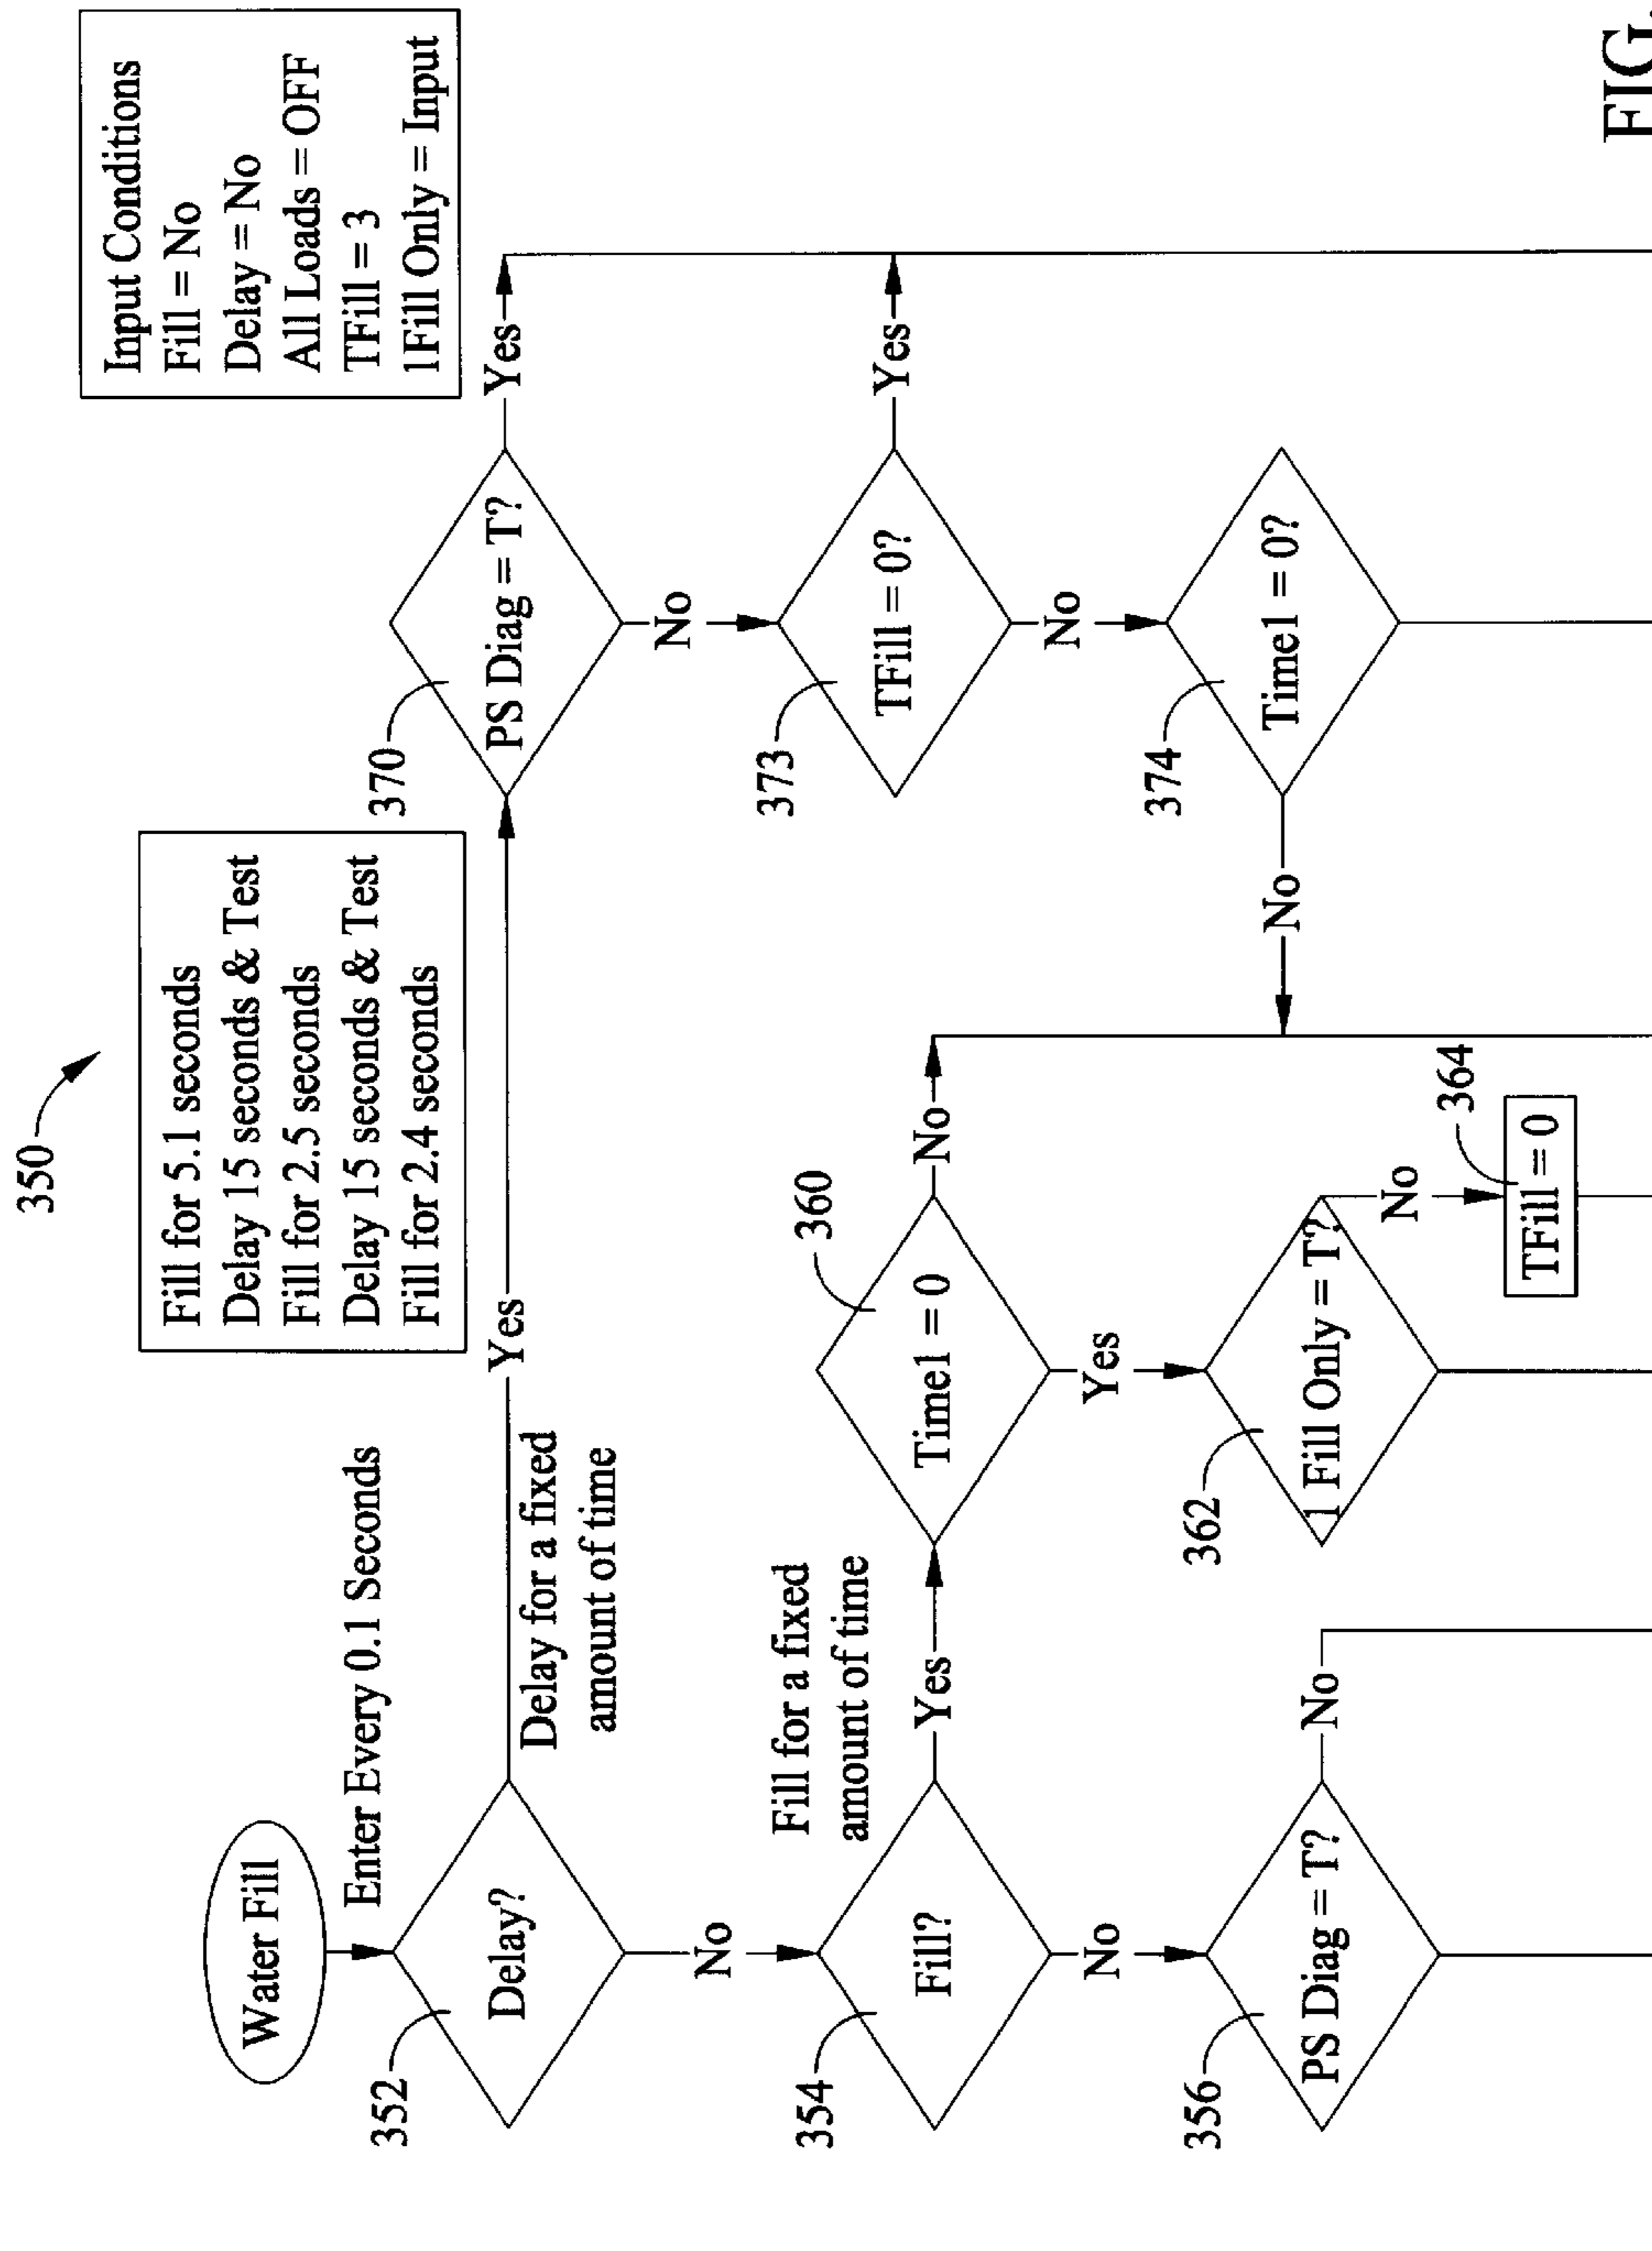 350
Fill for 5.1 seconds
Delay 15 seconds & Test
Fill for 2.5 seconds
Delay 15 seconds & Test
Fill for 2.4 seconds
Input Conditions
Fill = No
Delay = No
All Loads = OFF
TFill = 3
1Fill Only = Input
Water Fill
Enter Every 0.1 Seconds
352
Delay?
Yes
Delay for a fixed
amount of time
370
PS Diag = T?
Yes
No
No
354
Fill?
Yes
Fill for a fixed
amount of time
360
Time1 = 0
No
373
TFill = 0?
Yes
No
Yes
No
356
PS Diag = T?
No
362
1 Fill Only = T?
No
364
TFill = 0
374
Time1 = 0?
No
FIG.